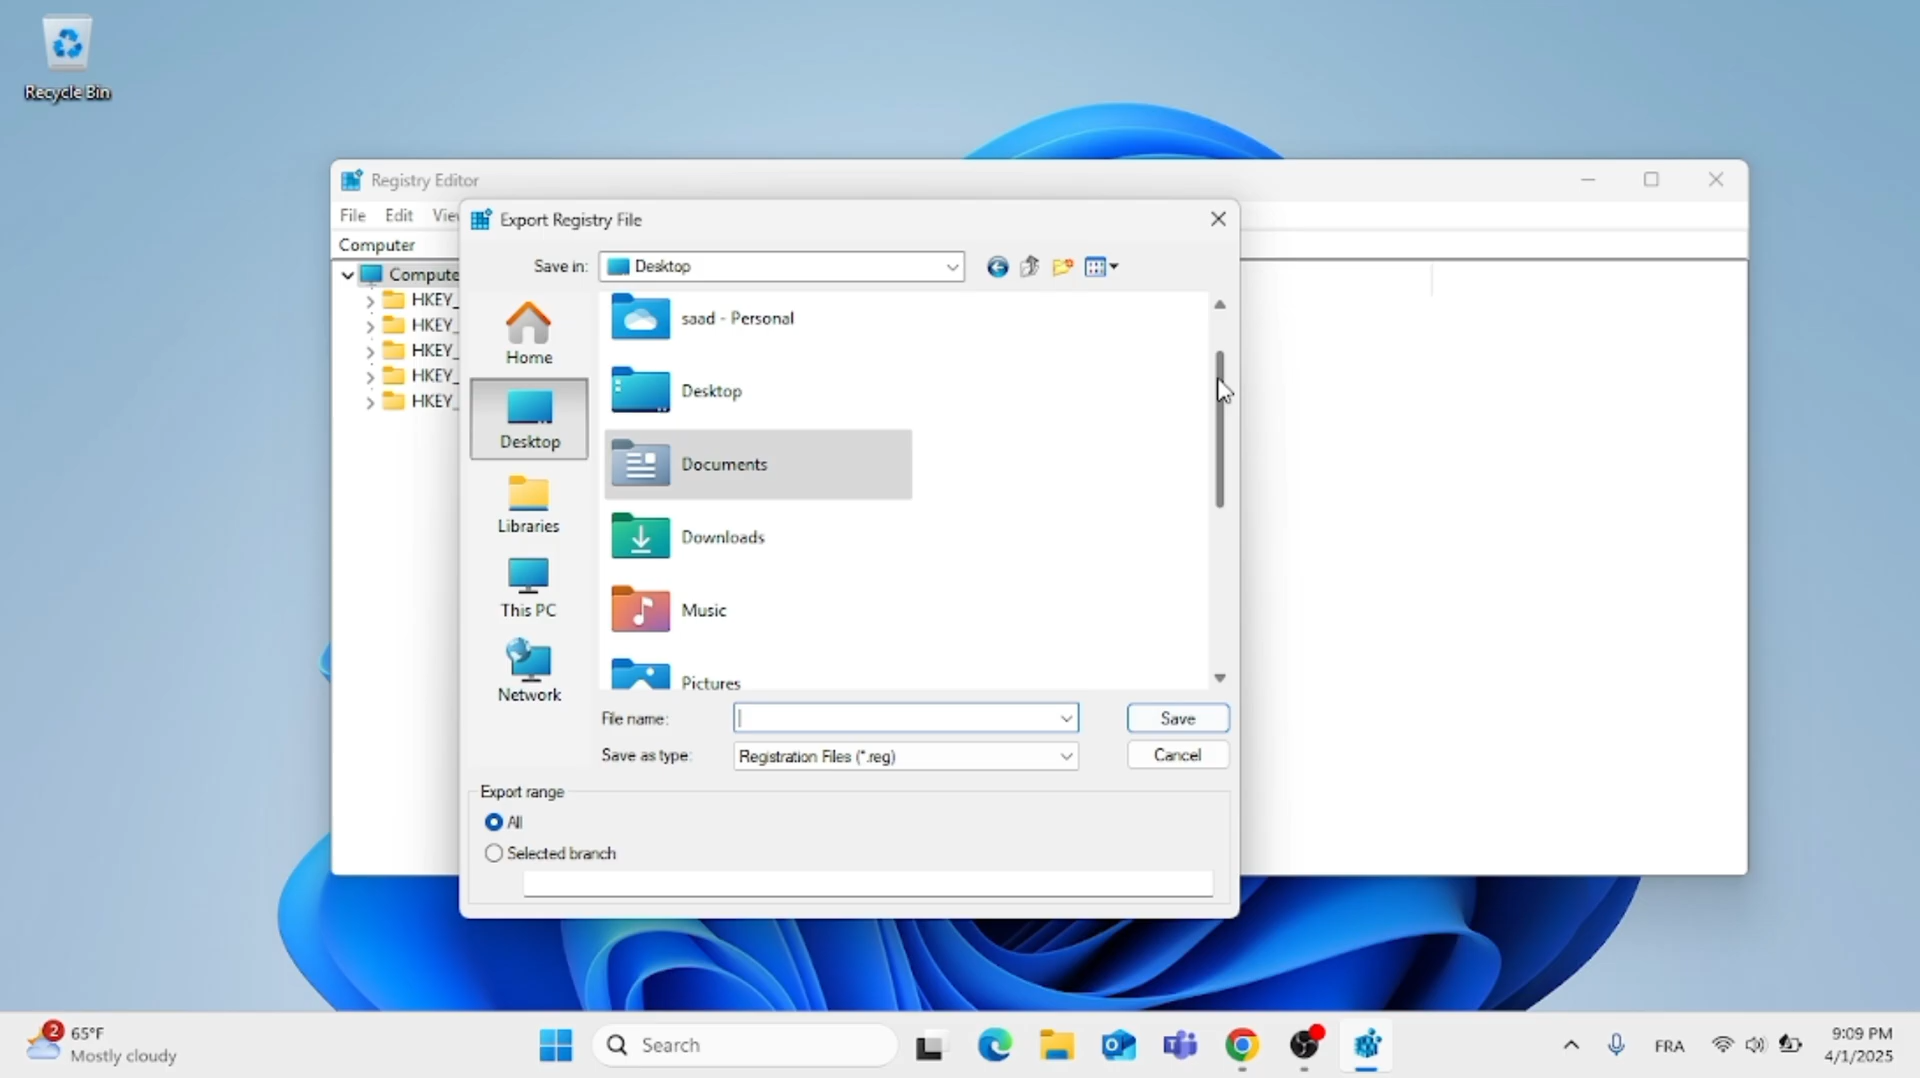 Recycle Bin
Registry Editor
File Edit
Computer
Export Registry File
Save in: Desktop
HKEY_
HKEY_
HKEY_
HKEY_
HKEY_
Home
Desktop
Libraries
This PC
Network
saad - Personal
Desktop
Documents
Downloads
Music
Pictures
File name: Save
Save as type: Registration Files (*.reg) Cancel
Export range
All
Selected branch
2 65°F
Mostly cloudy
Search
FRA
9:09 PM
4/1/2025